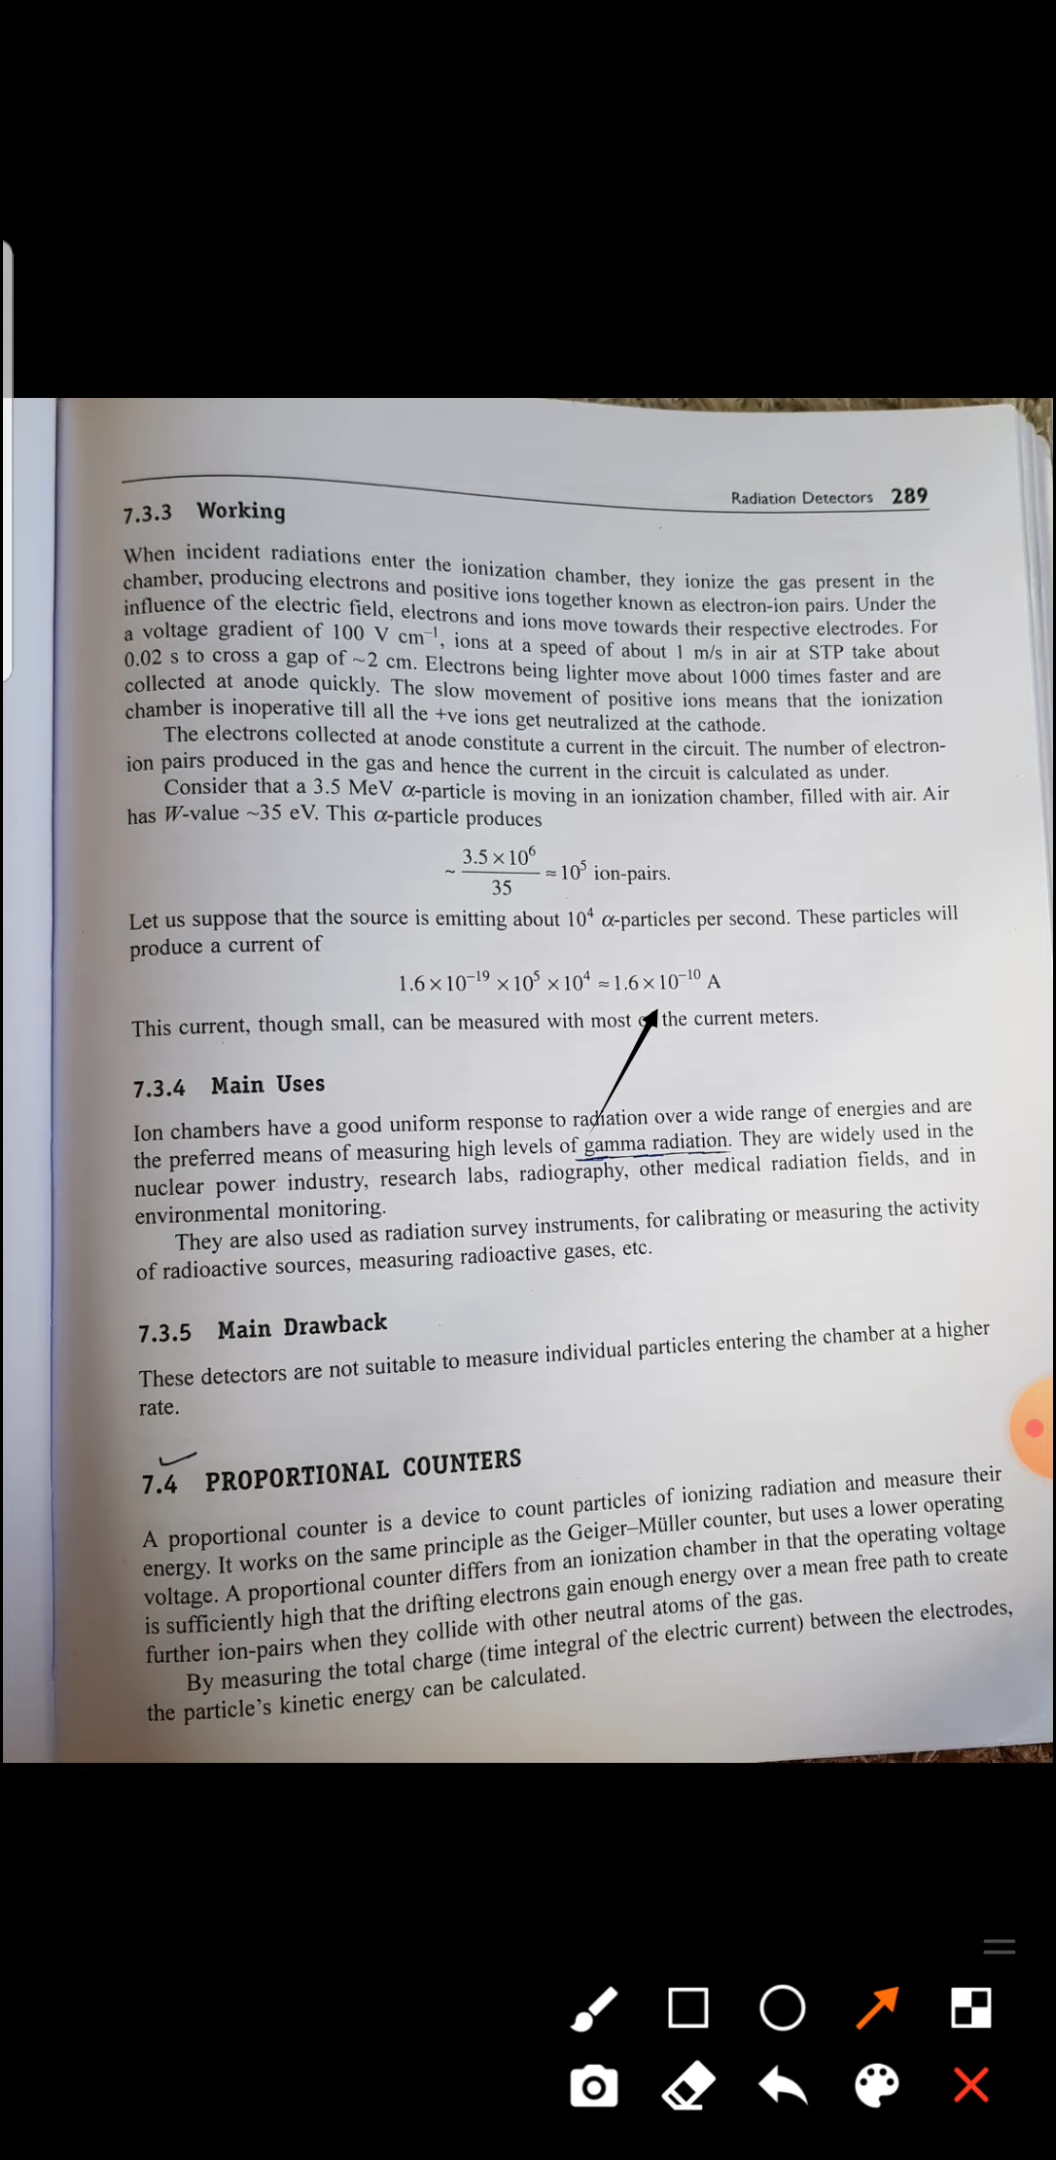 Radiation Detectors 289
7.3.3 Working
When incident radiations enter the ionization chamber, they ionize the gas present in the
chamber, producing electrons and positive ions together known as electron-ion pairs. Under the
influence of the electric field, electrons and ions move towards their respective electrodes. For
a voltage gradient of 100 V cm⁻¹, ions at a speed of about 1 m/s in air at STP take about
0.02 s to cross a gap of ~2 cm. Electrons being lighter move about 1000 times faster and are
collected at anode quickly. The slow movement of positive ions means that the ionization
chamber is inoperative till all the +ve ions get neutralized at the cathode.
The electrons collected at anode constitute a current in the circuit. The number of electron-
ion pairs produced in the gas and hence the current in the circuit is calculated as under.
Consider that a 3.5 MeV α-particle is moving in an ionization chamber, filled with air. Air
has W-value ~35 eV. This α-particle produces
~ 3.5 × 10⁶ / 35 ≈ 10⁵ ion-pairs.
Let us suppose that the source is emitting about 10⁴ α-particles per second. These particles will
produce a current of
1.6 × 10⁻¹⁹ × 10⁵ × 10⁴ ≈ 1.6 × 10⁻¹⁰ A
This current, though small, can be measured with most the current meters.
7.3.4 Main Uses
Ion chambers have a good uniform response to radiation over a wide range of energies and are
the preferred means of measuring high levels of gamma radiation. They are widely used in the
nuclear power industry, research labs, radiography, other medical radiation fields, and in
environmental monitoring.
They are also used as radiation survey instruments, for calibrating or measuring the activity
of radioactive sources, measuring radioactive gases, etc.
7.3.5 Main Drawback
These detectors are not suitable to measure individual particles entering the chamber at a higher
rate.
7.4 PROPORTIONAL COUNTERS
A proportional counter is a device to count particles of ionizing radiation and measure their
energy. It works on the same principle as the Geiger–Müller counter, but uses a lower operating
voltage. A proportional counter differs from an ionization chamber in that the operating voltage
is sufficiently high that the drifting electrons gain enough energy over a mean free path to create
further ion-pairs when they collide with other neutral atoms of the gas.
By measuring the total charge (time integral of the electric current) between the electrodes,
the particle's kinetic energy can be calculated.